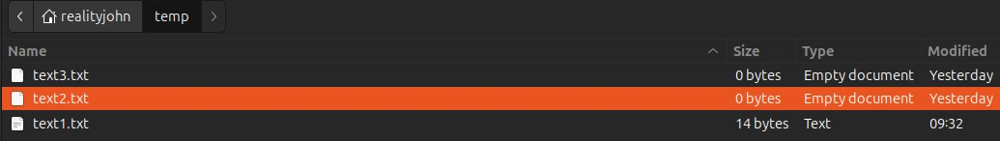 realityjohn temp
Name Size Type Modified
text3.txt 0 bytes Empty document Yesterday
text2.txt 0 bytes Empty document Yesterday
text1.txt 14 bytes Text 09:32